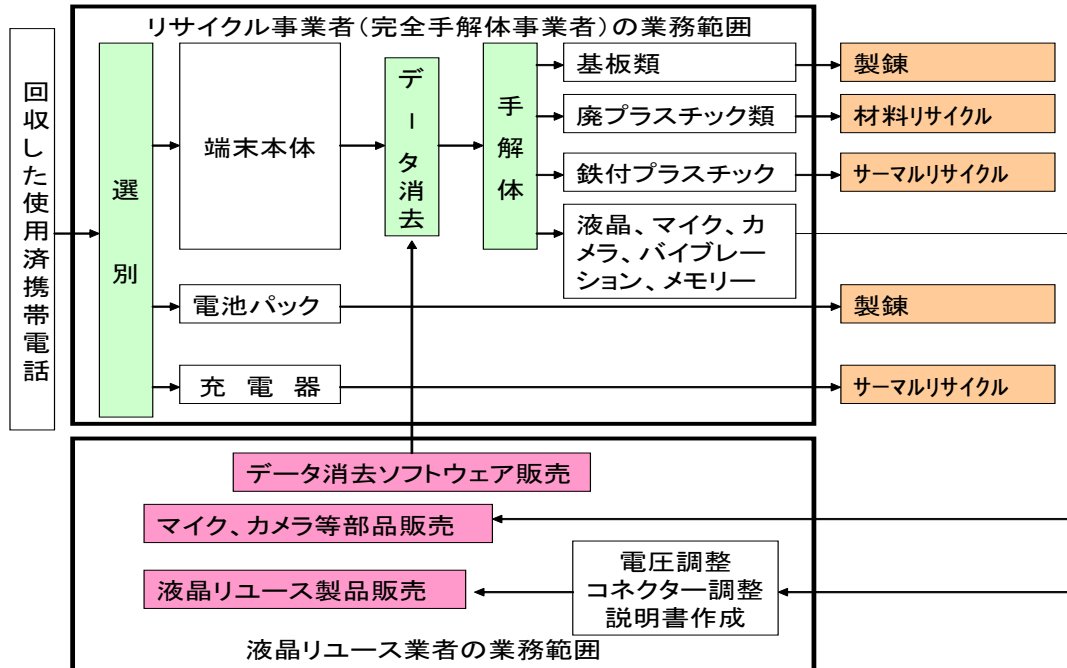 リサイクル事業者(完全手解体事業者)の業務範囲
回収した使用済携帯電話
選別
端末本体
データ消去
手解体
基板類
製錬
廃プラスチック類
材料リサイクル
鉄付プラスチック
サーマルリサイクル
液晶、マイク、カ
メラ、バイブレー
ション、メモリー
電池パック
製錬
充電器
サーマルリサイクル
データ消去ソフトウェア販売
マイク、カメラ等部品販売
電圧調整
コネクター調整
説明書作成
液晶リユース製品販売
液晶リユース業者の業務範囲